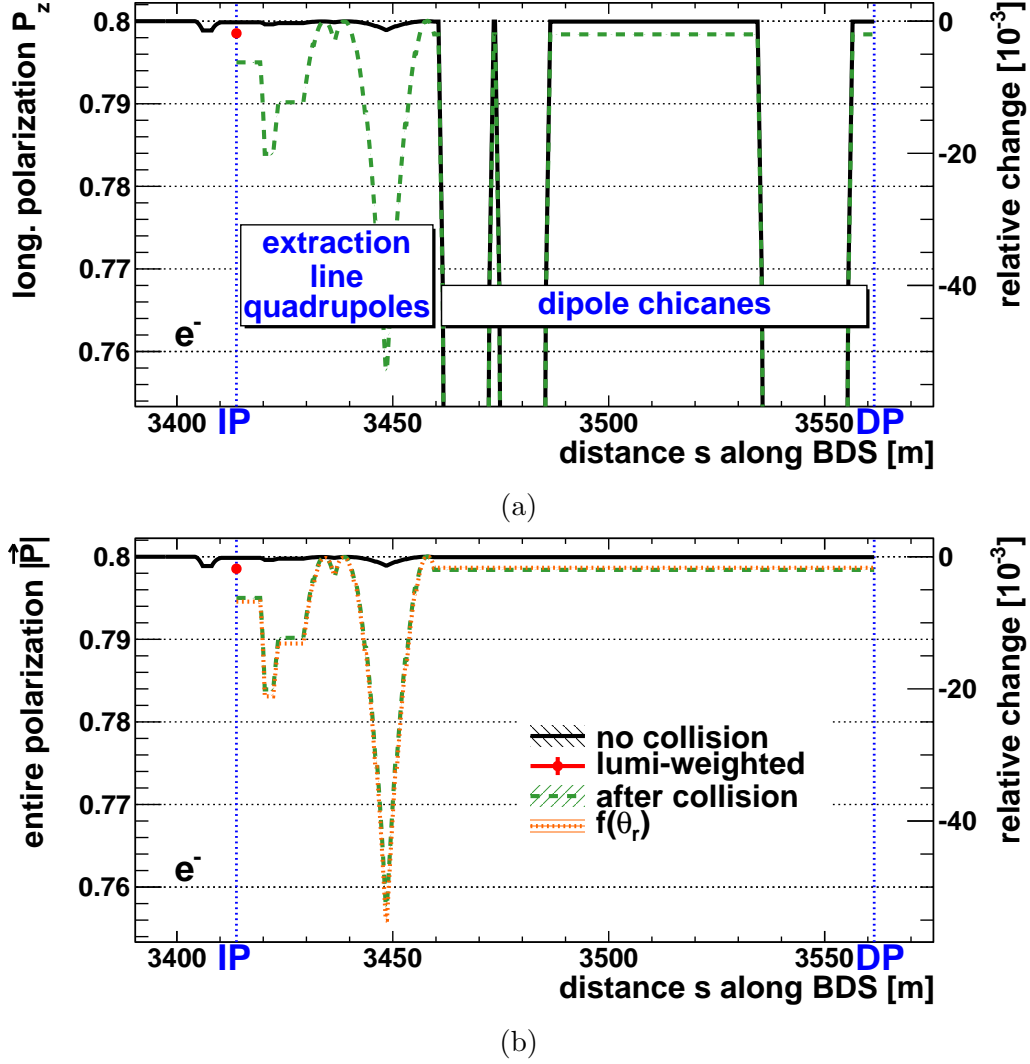 long. polarization Pz
relative change [10-3]
0.8
0.79
0.78
0.77
0.76
0
-20
-40
extraction
line
quadrupoles
dipole chicanes
e-
3400
IP
3450
3500
3550
DP
distance s along BDS [m]
(a)
entire polarization |P⃗|
relative change [10-3]
0.8
0.79
0.78
0.77
0.76
0
-20
-40
no collision
lumi-weighted
after collision
f(θr)
e-
3400
IP
3450
3500
3550
DP
distance s along BDS [m]
(b)